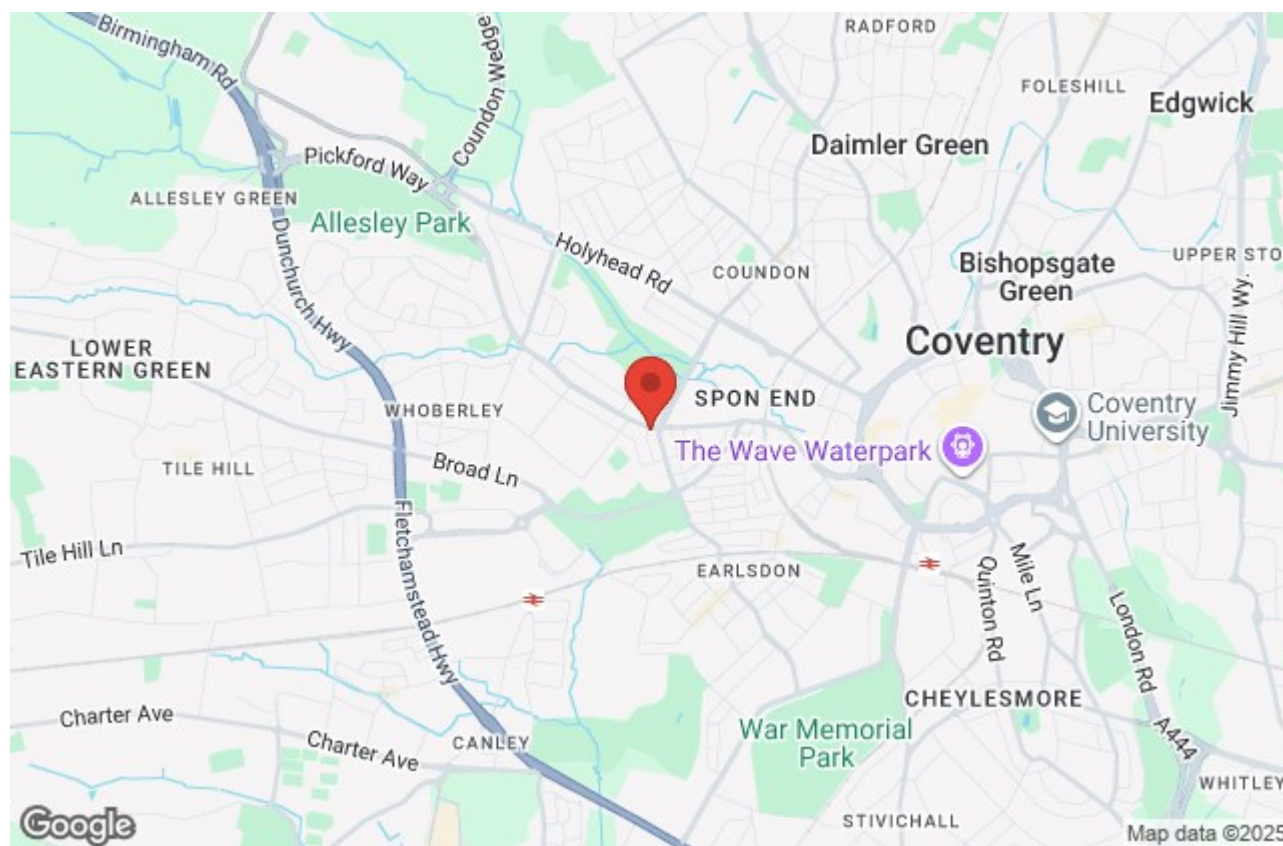 RADFORD
Birmingham Rd
Coundon Wedge
FOLESHILL
Edgwick
Daimler Green
Pickford Way
ALLESLEY GREEN
Allesley Park
Holyhead Rd
COUNDON
Bishopsgate
Green
UPPER STO
Dunchurch Hwy
Coventry
Jimmy Hill Wy.
LOWER
EASTERN GREEN
WHOBERLEY
SPON END
Coventry
University
The Wave Waterpark
TILE HILL
Broad Ln
Fletchamstead Hwy
Tile Hill Ln
EARLSDON
Quinton Rd
Mile Ln
London Rd
CHEYLESMORE
Charter Ave
War Memorial
Park
A444
Charter Ave
CANLEY
WHITLEY
STIVICHALL
Google
Map data ©2025